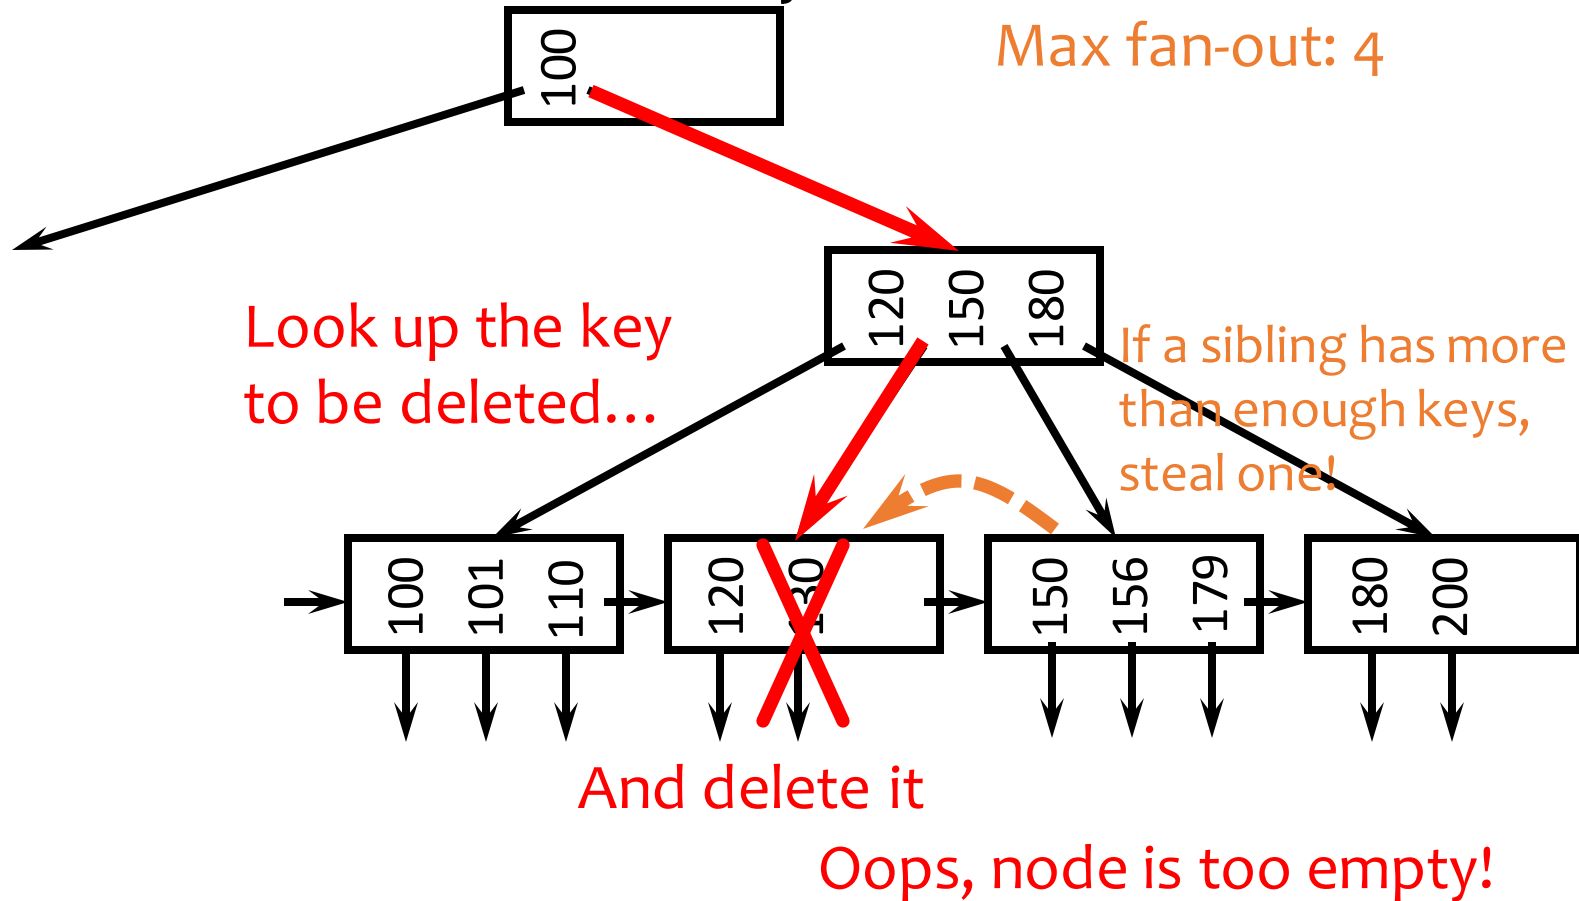 100
Max fan-out: 4
120 150 180
Look up the key
to be deleted...
If a sibling has more
than enough keys,
steal one!
100 101 110 120 130 150 156 179 180 200
And delete it
Oops, node is too empty!